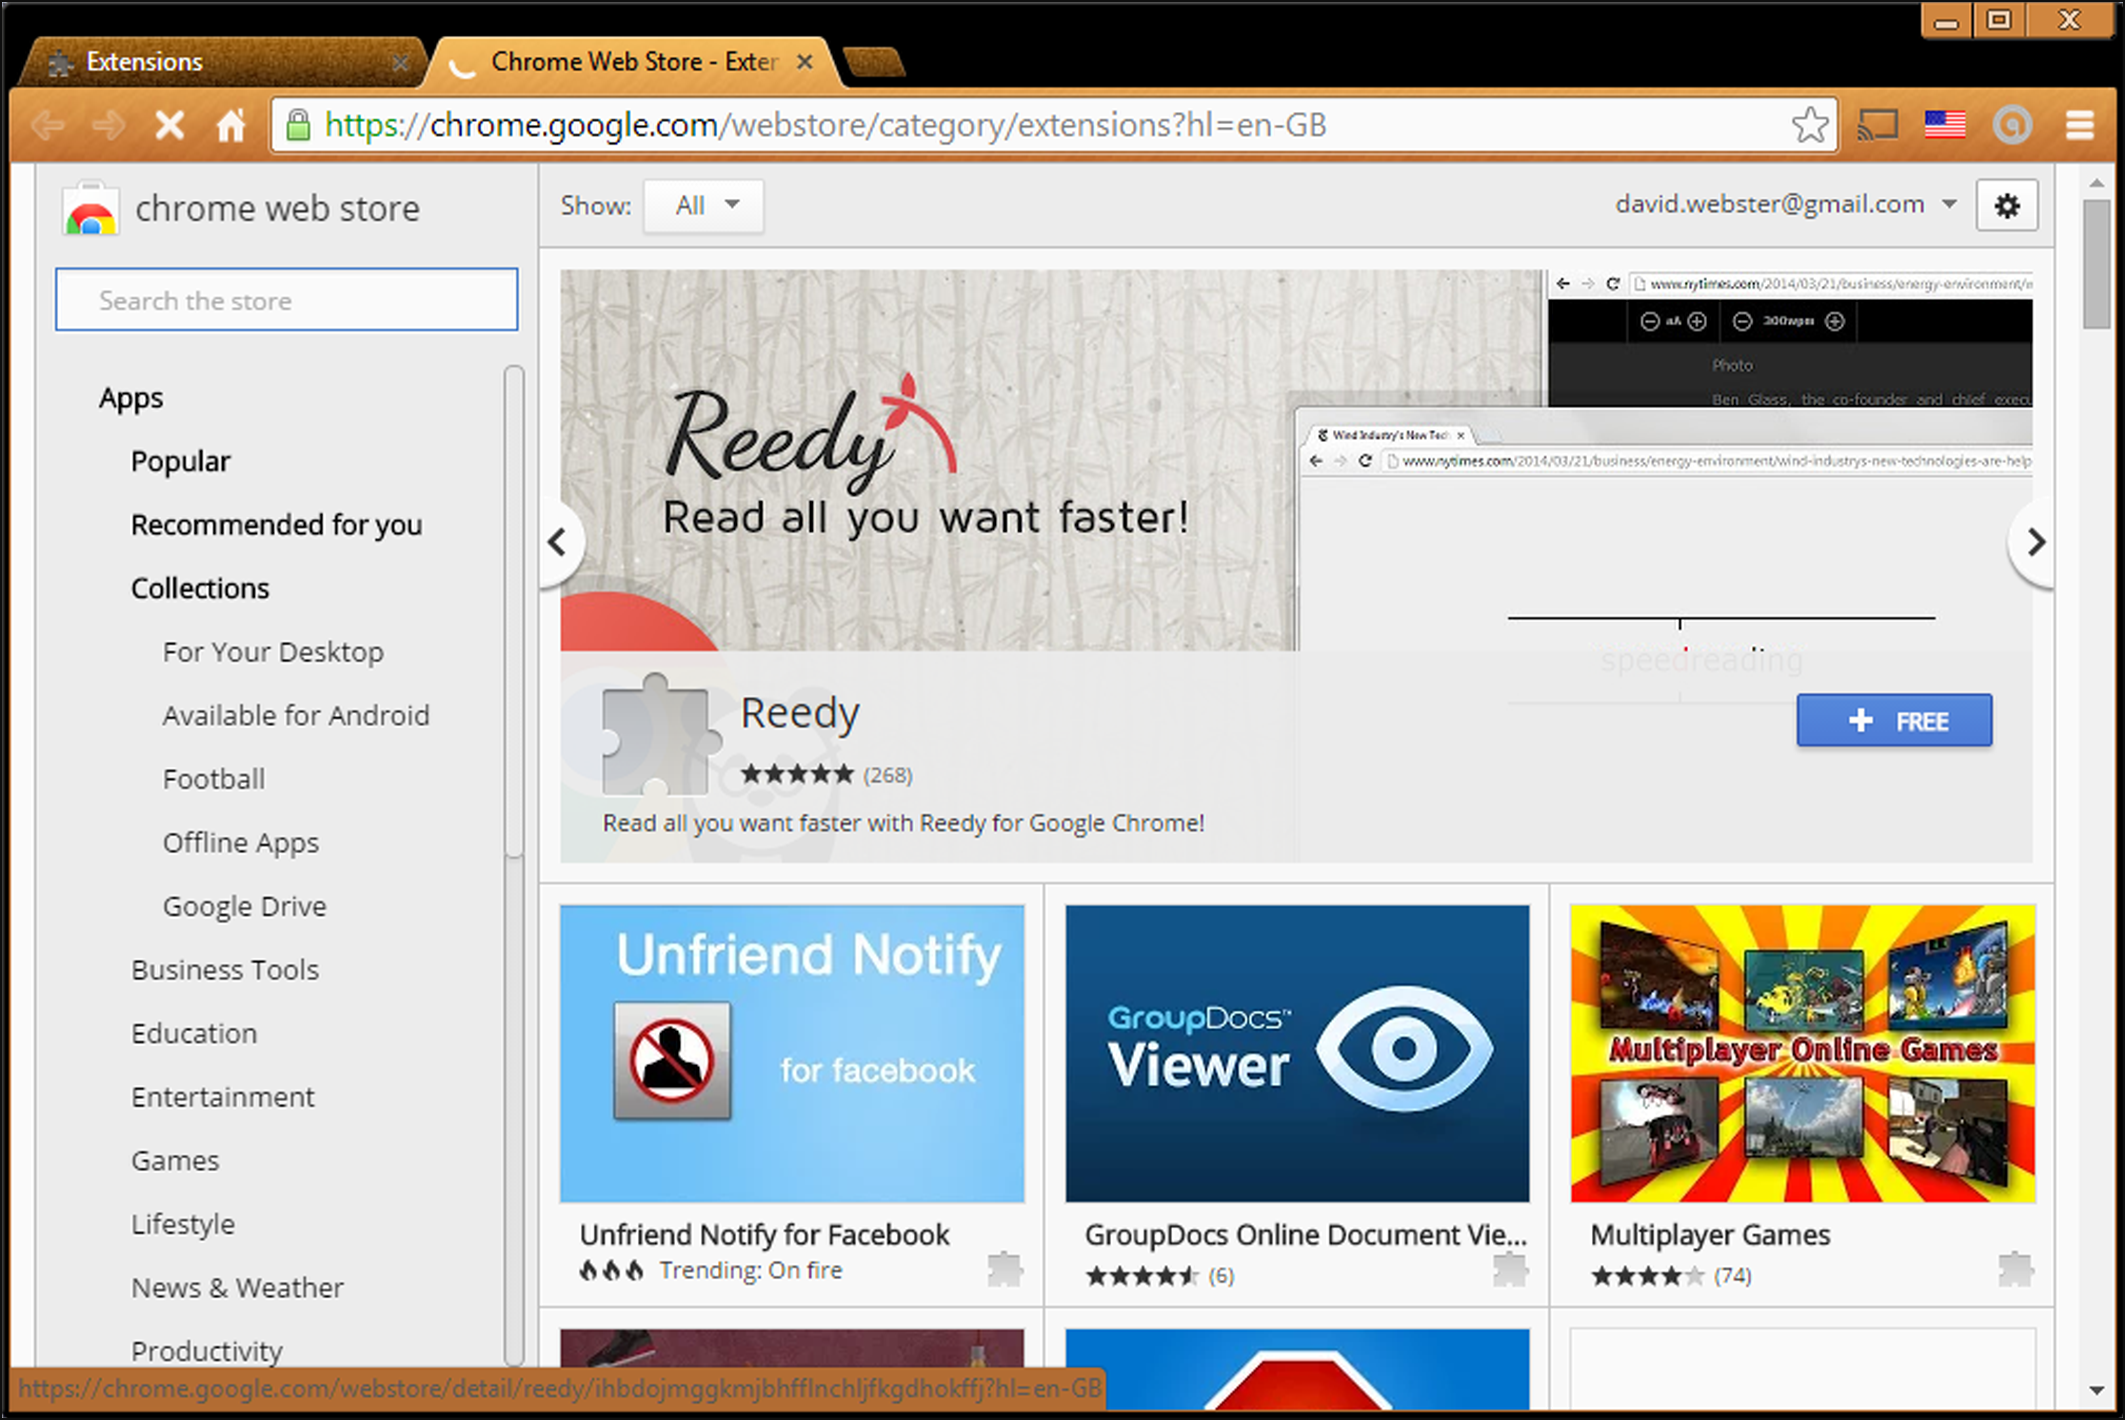 Extensions
Chrome Web Store - Exter
https://chrome.google.com/webstore/category/extensions?hl=en-GB
chrome web store
Show:
All
david.webster@gmail.com
Search the store
Apps
Popular
Recommended for you
Collections
For Your Desktop
Available for Android
Football
Offline Apps
Google Drive
Business Tools
Education
Entertainment
Games
Lifestyle
News & Weather
Productivity
Reedy
Read all you want faster!
www.nytimes.com/2014/03/21/business/energy-environment/
aA
300wpm
Photo
Ben Glass, the co-founder and chief execu
Wind Industry's New Tech
www.nytimes.com/2014/03/21/business/energy-environment/wind-industrys-new-technologies-are-help
speedreading
Reedy
(268)
Read all you want faster with Reedy for Google Chrome!
+ FREE
Unfriend Notify
for facebook
Unfriend Notify for Facebook
Trending: On fire
GroupDocs™
Viewer
GroupDocs Online Document Vie...
(6)
Multiplayer Online Games
Multiplayer Games
(74)
https://chrome.google.com/webstore/detail/reedy/ihbdojmggkmjbhfflnchljfkgdhokffj?hl=en-GB